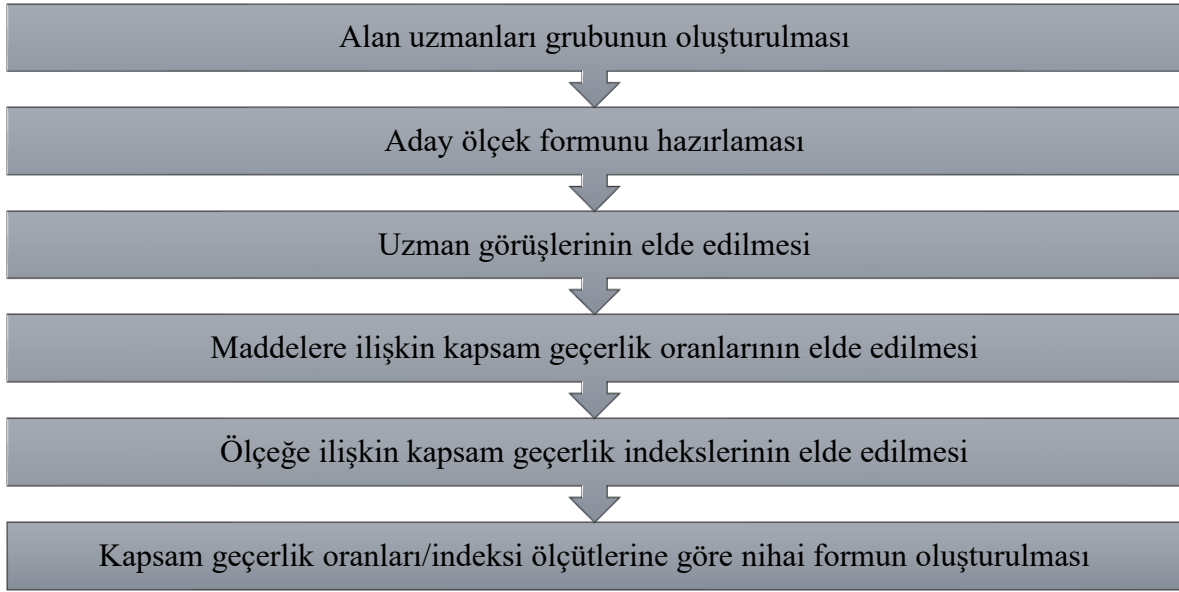 Alan uzmanları grubunun oluşturulması
Aday ölçek formunu hazırlaması
Uzman görüşlerinin elde edilmesi
Maddelere ilişkin kapsam geçerlik oranlarının elde edilmesi
Ölçeğe ilişkin kapsam geçerlik indekslerinin elde edilmesi
Kapsam geçerlik oranları/indeksi ölçütlerine göre nihai formun oluşturulması